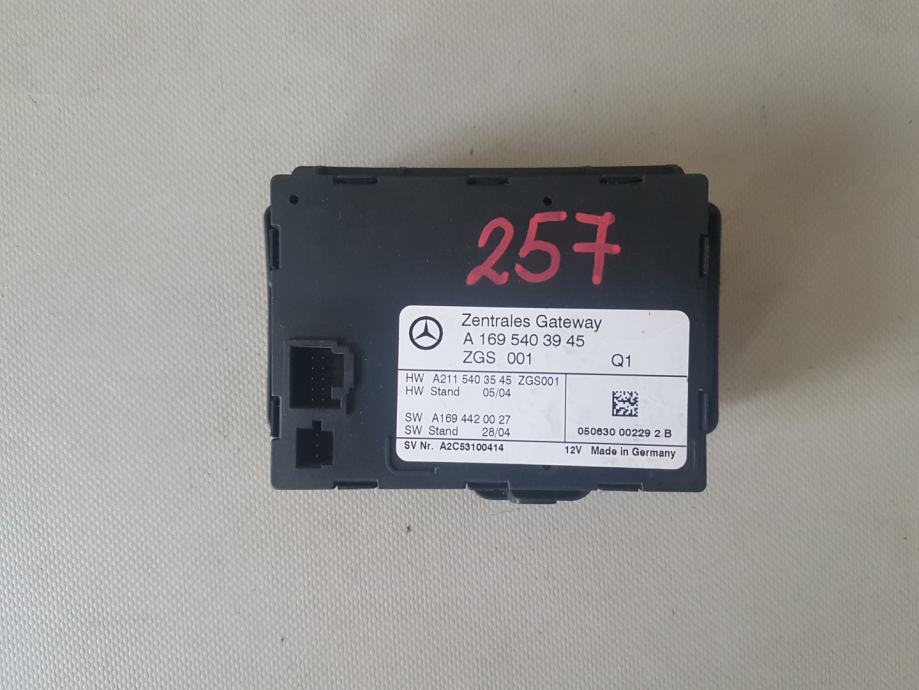 257
Zentrales Gateway
A 169 540 39 45
ZGS 001 Q1
HW A211 540 35 45 ZGS001
HW Stand 05/04
SW A169 442 00 27
SW Stand 28/04
050630 00229 2 B
SV Nr. A2C53100414 12V Made in Germany